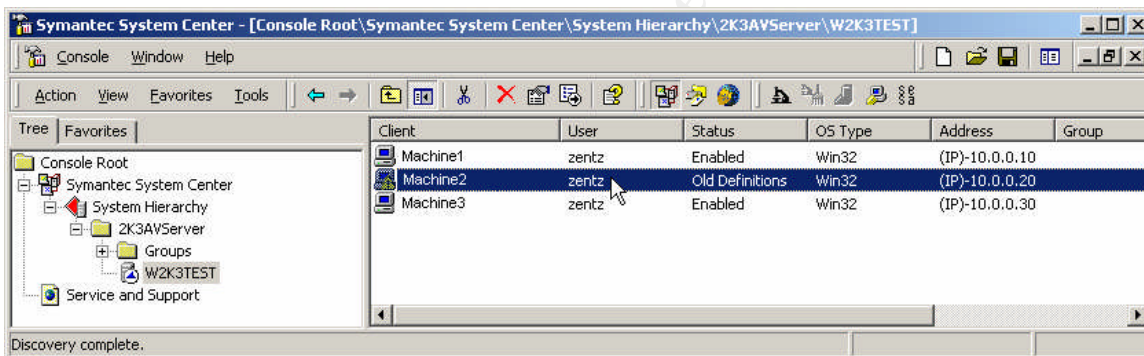 Symantec System Center - [Console Root\Symantec System Center\System Hierarchy\2K3AVServer\W2K3TEST]
Console Window Help
Action View Favorites Tools
Tree Favorites
Console Root
Symantec System Center
System Hierarchy
2K3AVServer
Groups
W2K3TEST
Service and Support
Client User Status OS Type Address Group
Machine1 zentz Enabled Win32 (IP)-10.0.0.10
Machine2 zentz Old Definitions Win32 (IP)-10.0.0.20
Machine3 zentz Enabled Win32 (IP)-10.0.0.30
Discovery complete.